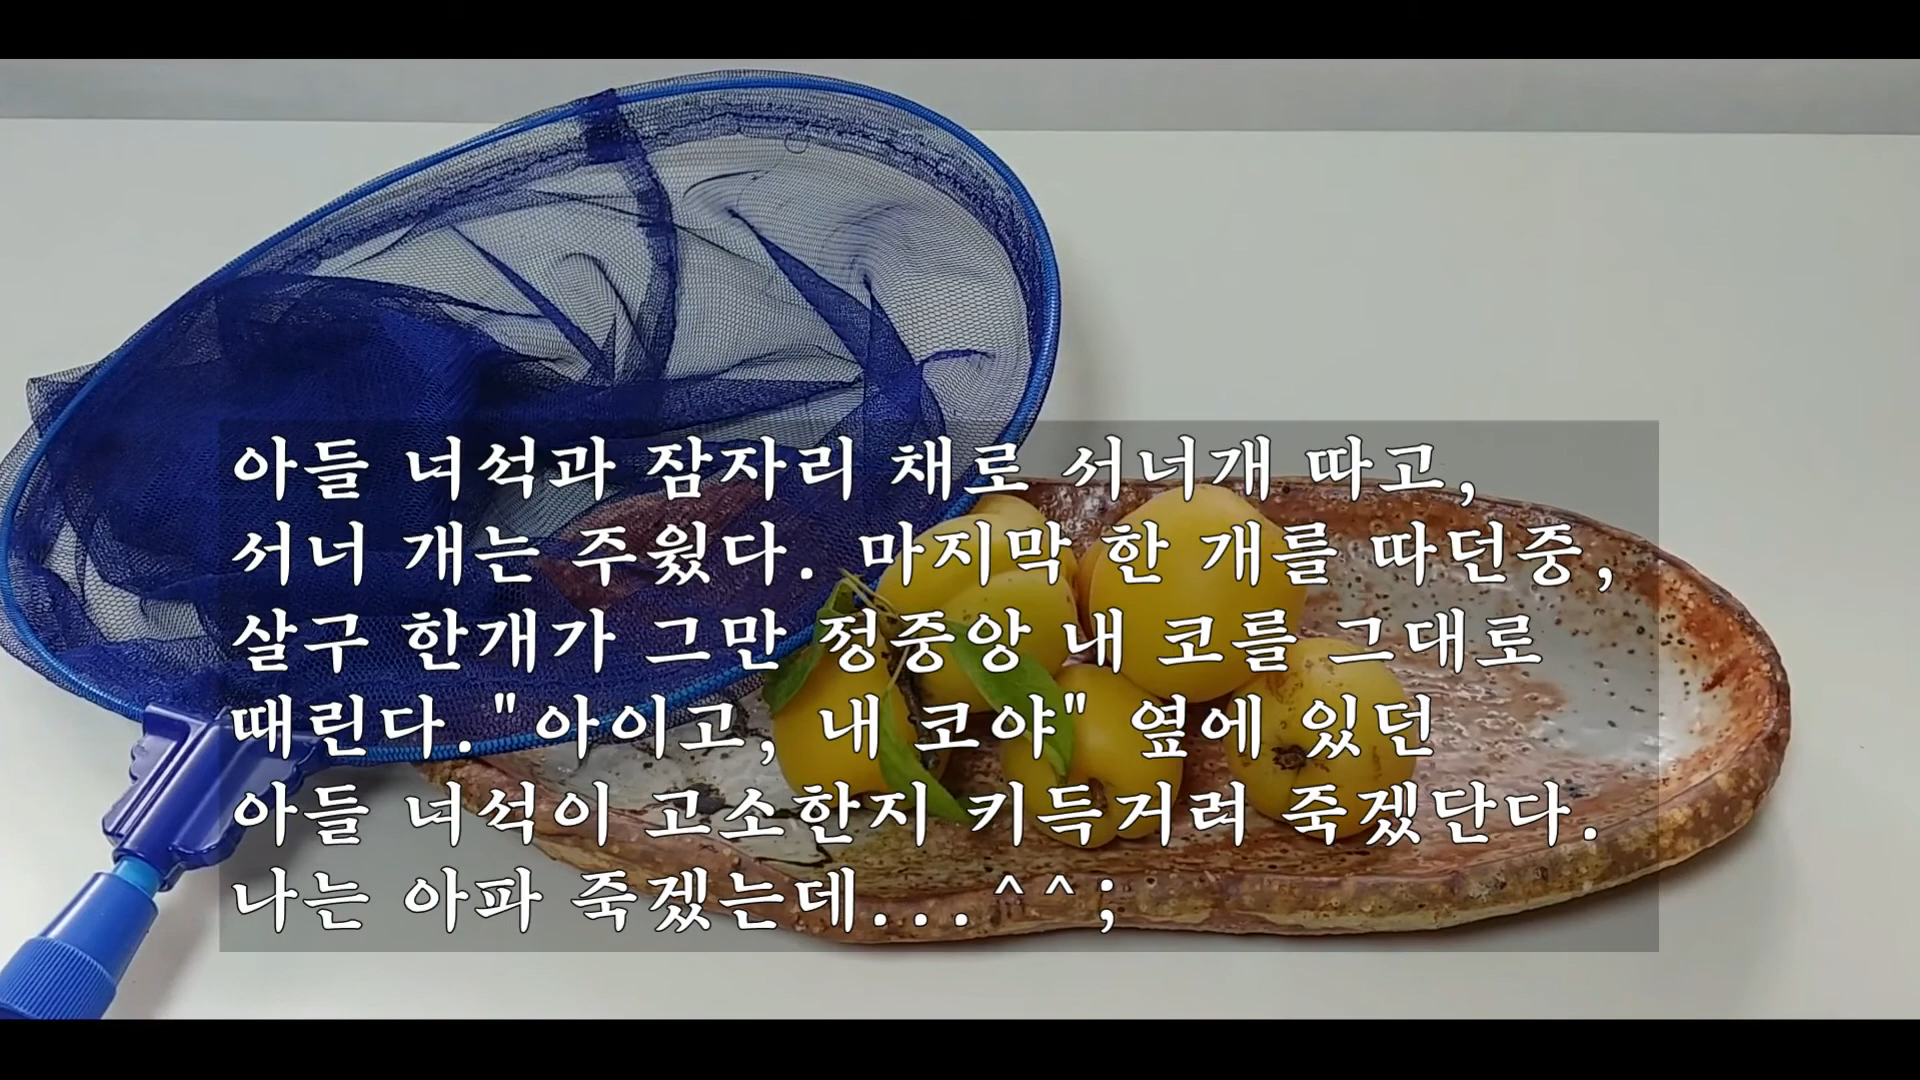 아들 녀석과 잠자리 채로 서너개 따고,
서너 개는 주웠다. 마지막 한 개를 따던중,
살구 한개가 그만 정중앙 내 코를 그대로
때린다. "아이고, 내 코야" 옆에 있던
아들 녀석이 고소한지 키득거려 죽겠단다.
나는 아파 죽겠는데...^^;